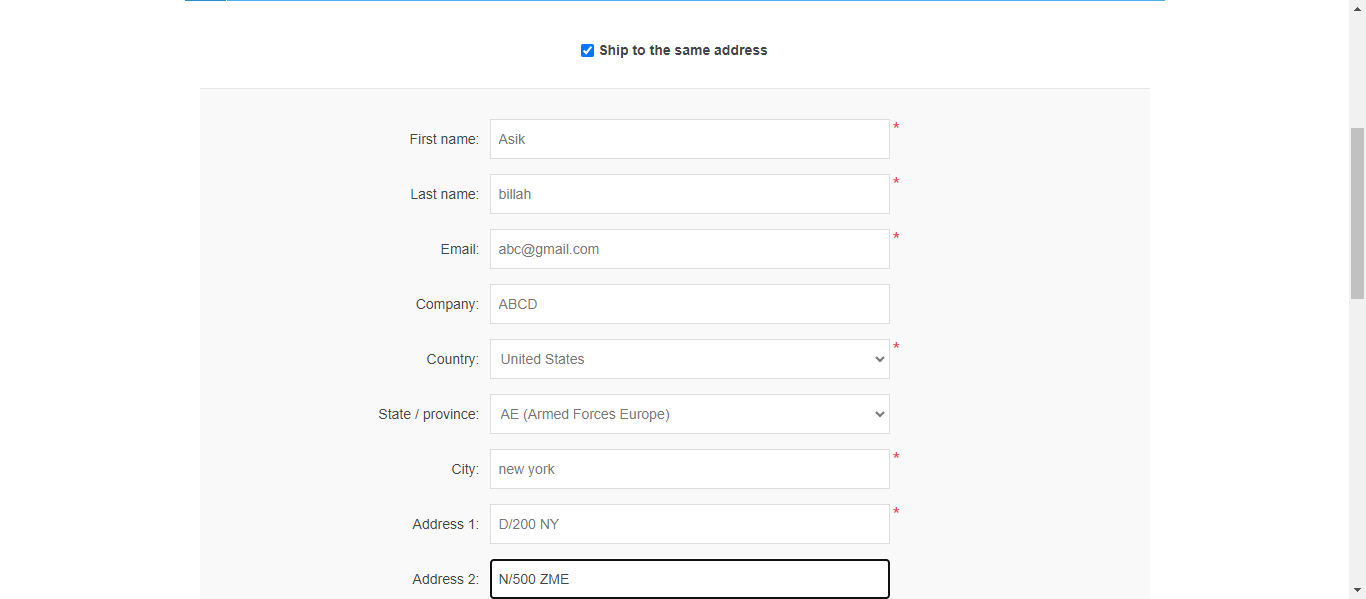 Ship to the same address
First name: Asik *
Last name: billah *
Email: abc@gmail.com *
Company: ABCD
Country: United States *
State / province: AE (Armed Forces Europe)
City: new york *
Address 1: D/200 NY *
Address 2: N/500 ZME